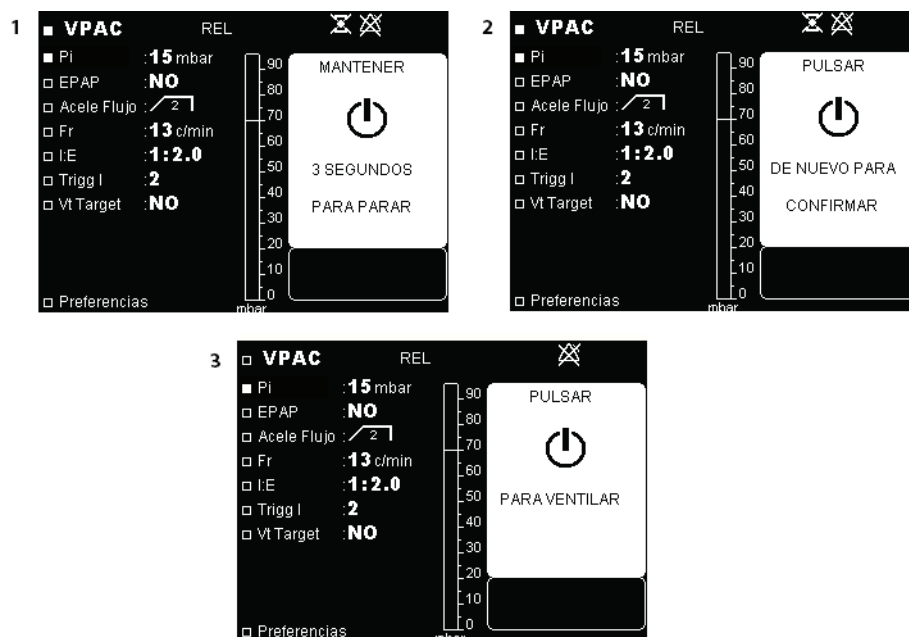 1
VPAC REL
Pi :15 mbar
EPAP :NO
Acele Flujo : 2
Fr :13 c/min
I:E :1:2.0
Trigg I :2
Vt Target :NO
Preferencias
90
80
70
60
50
40
30
20
10
0
mbar
MANTENER
3 SEGUNDOS
PARA PARAR
2
VPAC REL
Pi :15 mbar
EPAP :NO
Acele Flujo : 2
Fr :13 c/min
I:E :1:2.0
Trigg I :2
Vt Target :NO
Preferencias
90
80
70
60
50
40
30
20
10
0
mbar
PULSAR
DE NUEVO PARA
CONFIRMAR
3
VPAC REL
Pi :15 mbar
EPAP :NO
Acele Flujo : 2
Fr :13 c/min
I:E :1:2.0
Trigg I :2
Vt Target :NO
Preferencias
90
80
70
60
50
40
30
20
10
0
mbar
PULSAR
PARA VENTILAR